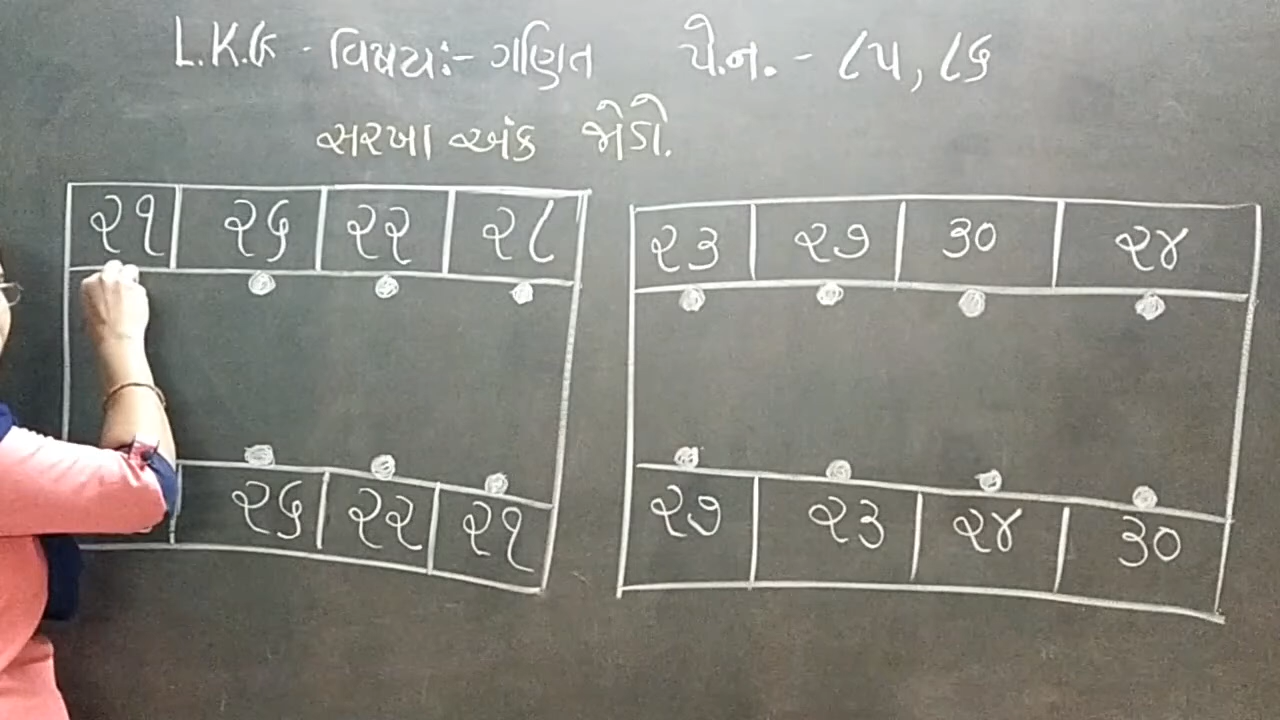 L.K.G - વિષય:- ગણિત પે.ન. - ૮૫, ૮૬
સરખા અંક જોડો.
૨૧ ૨૬ ૨૨ ૨૮
૨૬ ૨૨ ૨૧
૨૩ ૨૭ ૩૦ ૨૪
૨૭ ૨૩ ૨૪ ૩૦